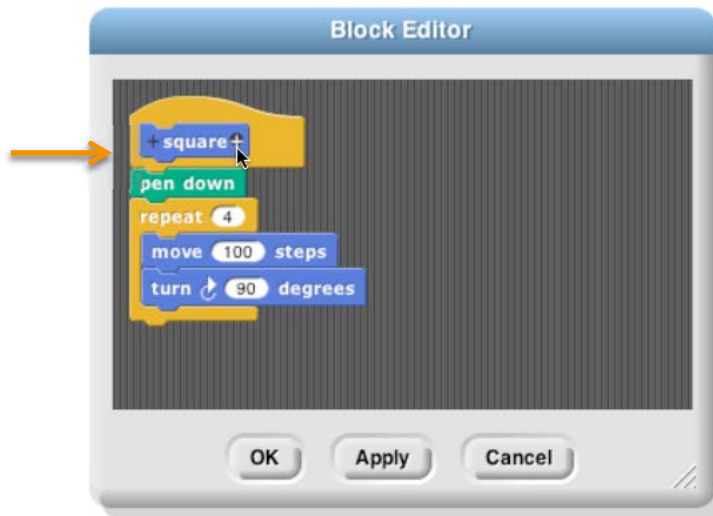 Block Editor
+ square +
pen down
repeat 4
move 100 steps
turn 90 degrees
OK Apply Cancel